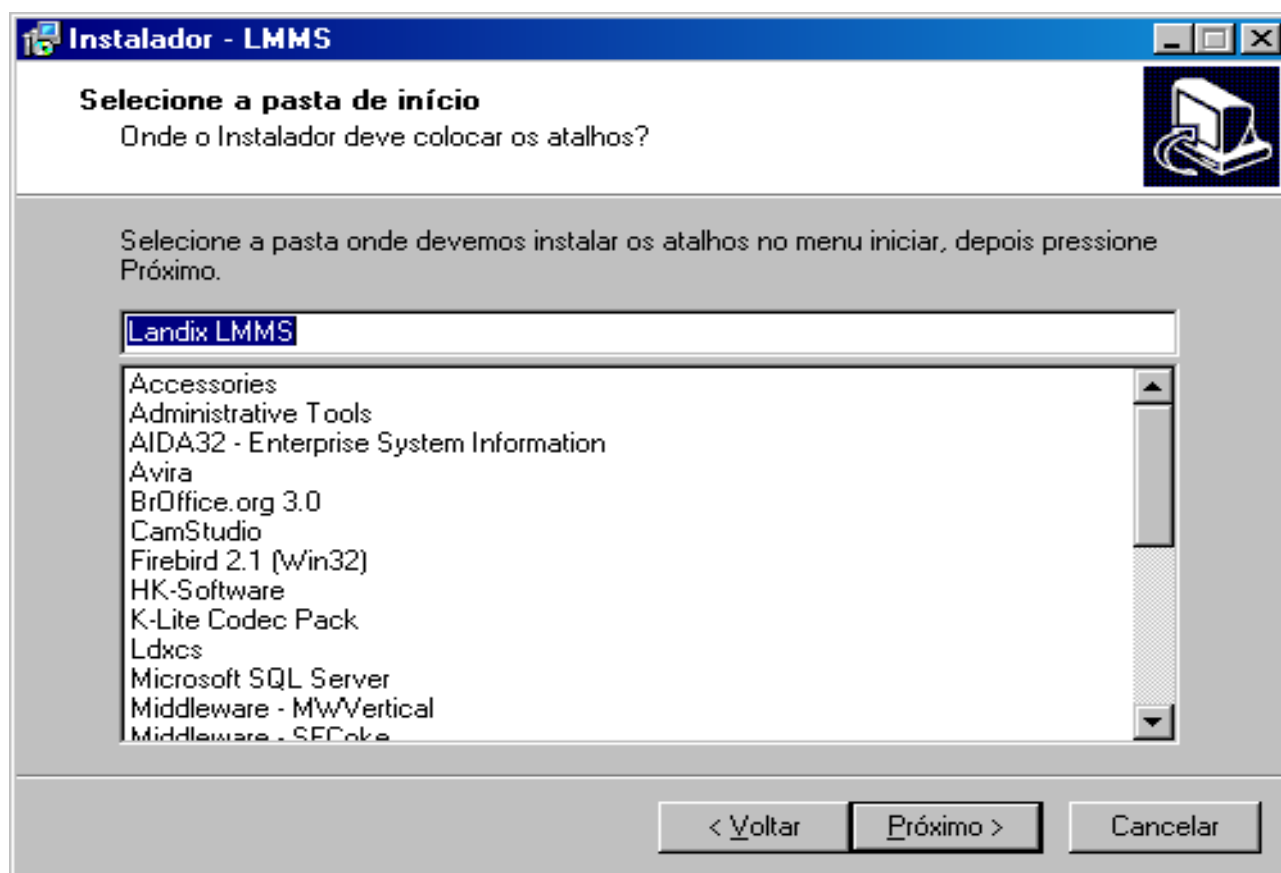 Instalador - LMMS
Selecione a pasta de início
Onde o Instalador deve colocar os atalhos?
Selecione a pasta onde devemos instalar os atalhos no menu iniciar, depois pressione
Próximo.
Landix LMMS
Accessories
Administrative Tools
AIDA32 - Enterprise System Information
Avira
BrOffice.org 3.0
CamStudio
Firebird 2.1 (Win32)
HK-Software
K-Lite Codec Pack
Ldxcs
Microsoft SQL Server
Middleware - MWVertical
Middleware - SFCoke
< Voltar Próximo > Cancelar